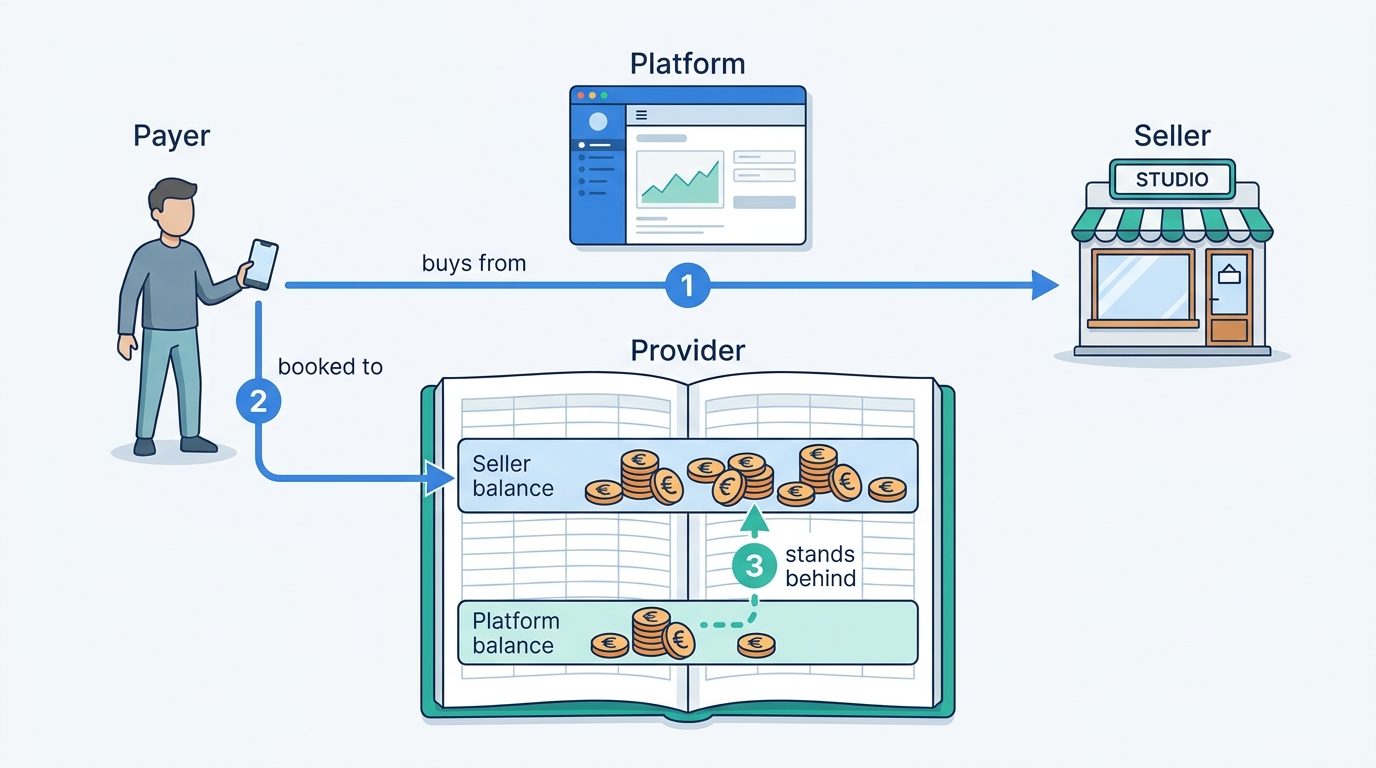 Platform
Payer
Seller
STUDIO
buys from
1
Provider
booked to
2
Seller
balance
€ € € € € € € € € €
3
stands
behind
Platform
balance
€ € € €